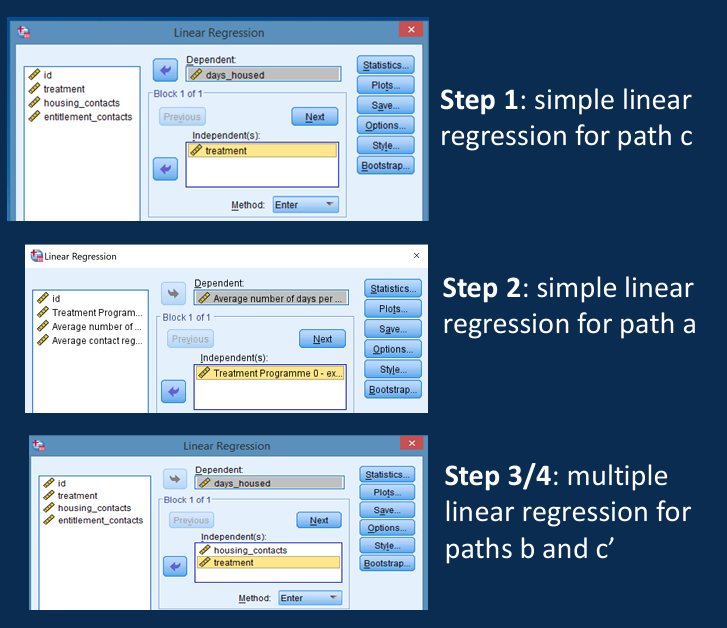 Linear Regression
Dependent:
days_housed
id
treatment
housing_contacts
entitlement_contacts
Block 1 of 1
Previous
Next
Independent(s):
treatment
Method: Enter
Statistics...
Plots...
Save...
Options...
Style...
Bootstrap...
Step 1: simple linear
regression for path c
Linear Regression
Dependent:
Average number of days per ...
id
Treatment Program...
Average number of ...
Average contact reg...
Block 1 of 1
Previous
Next
Independent(s):
Treatment Programme 0 - ex...
Statistics...
Plots...
Save...
Options...
Style...
Bootstrap...
Step 2: simple linear
regression for path a
Linear Regression
Dependent:
days_housed
id
treatment
housing_contacts
entitlement_contacts
Block 1 of 1
Previous
Next
Independent(s):
housing_contacts
treatment
Method: Enter
Statistics...
Plots...
Save...
Options...
Style...
Bootstrap...
Step 3/4: multiple
linear regression for
paths b and c’